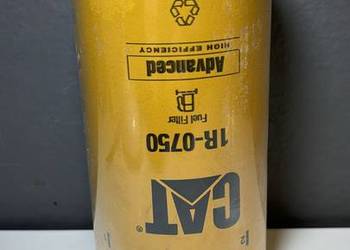 CAT®
1R-0750
Fuel Filter
Advanced
HIGH EFFICIENCY